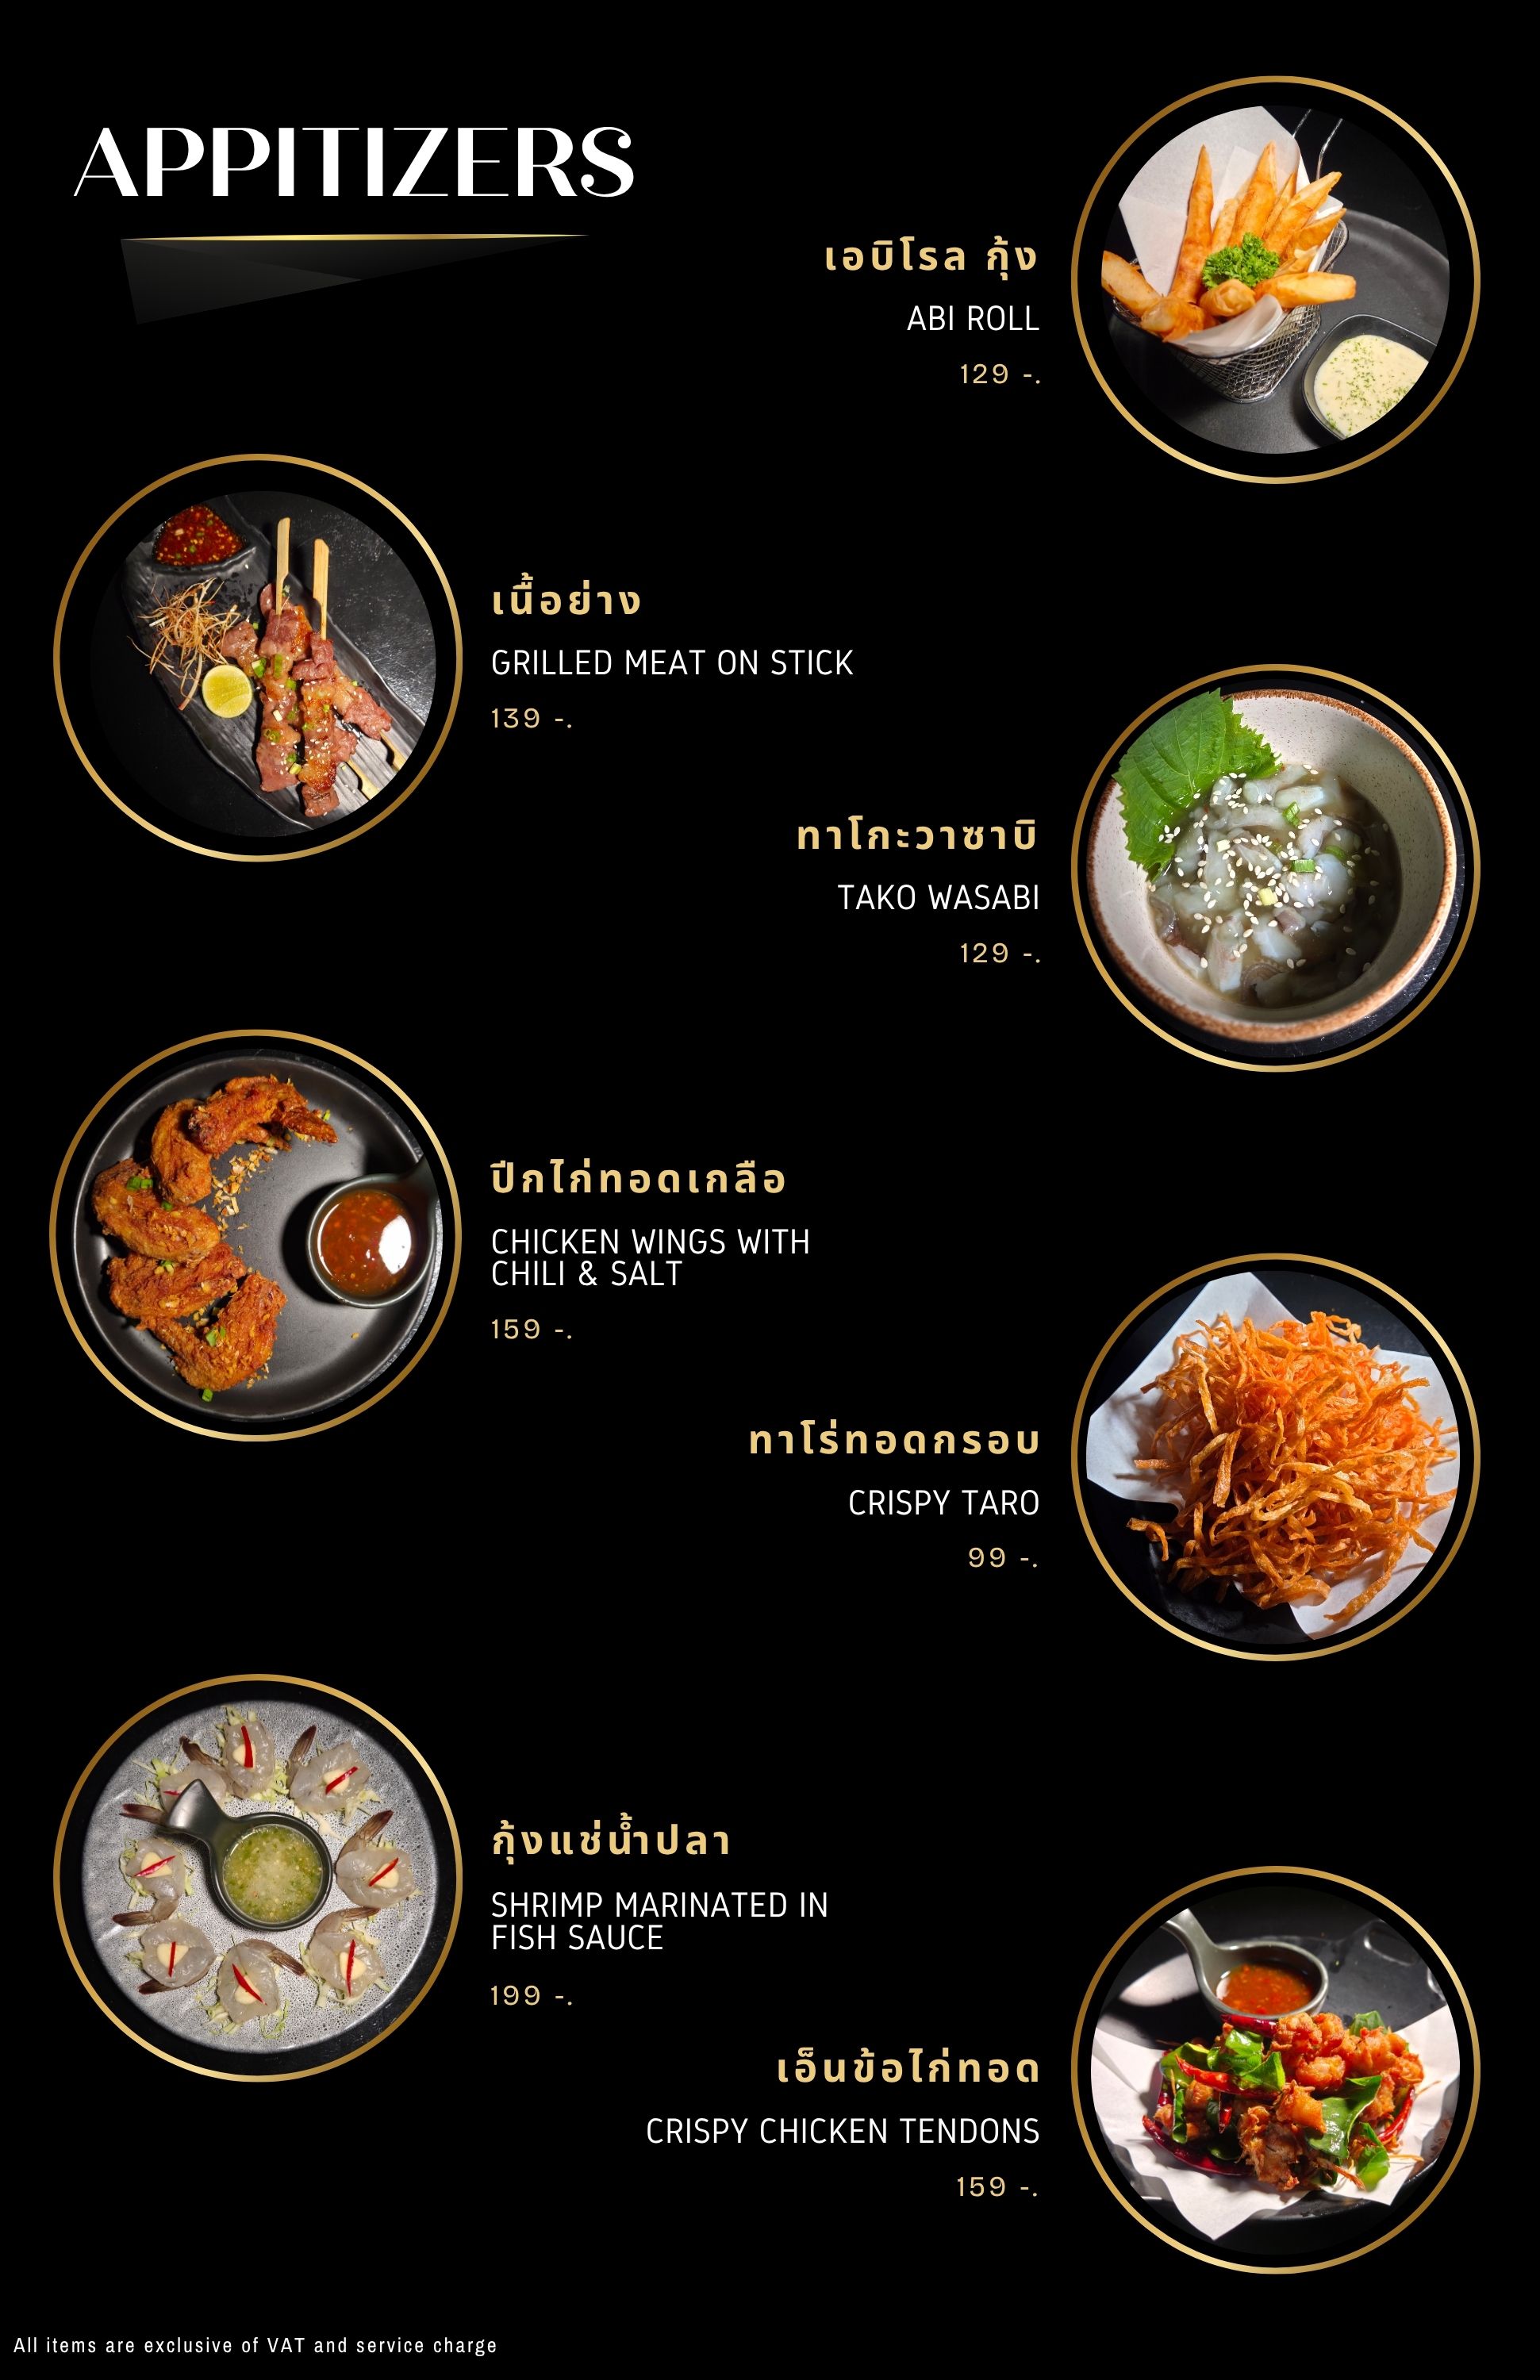 APPITIZERS
เอบิโรล กุ้ง
ABI ROLL
129 -.
เนื้อย่าง
GRILLED MEAT ON STICK
139 -.
ทาโกะวาซาบิ
TAKO WASABI
129 -.
ปีกไก่ทอดเกลือ
CHICKEN WINGS WITH
CHILI & SALT
159 -.
ทาโร่ทอดกรอบ
CRISPY TARO
99 -.
กุ้งแช่น้ำปลา
SHRIMP MARINATED IN
FISH SAUCE
199 -.
เอ็นข้อไก่ทอด
CRISPY CHICKEN TENDONS
159 -.
All items are exclusive of VAT and service charge